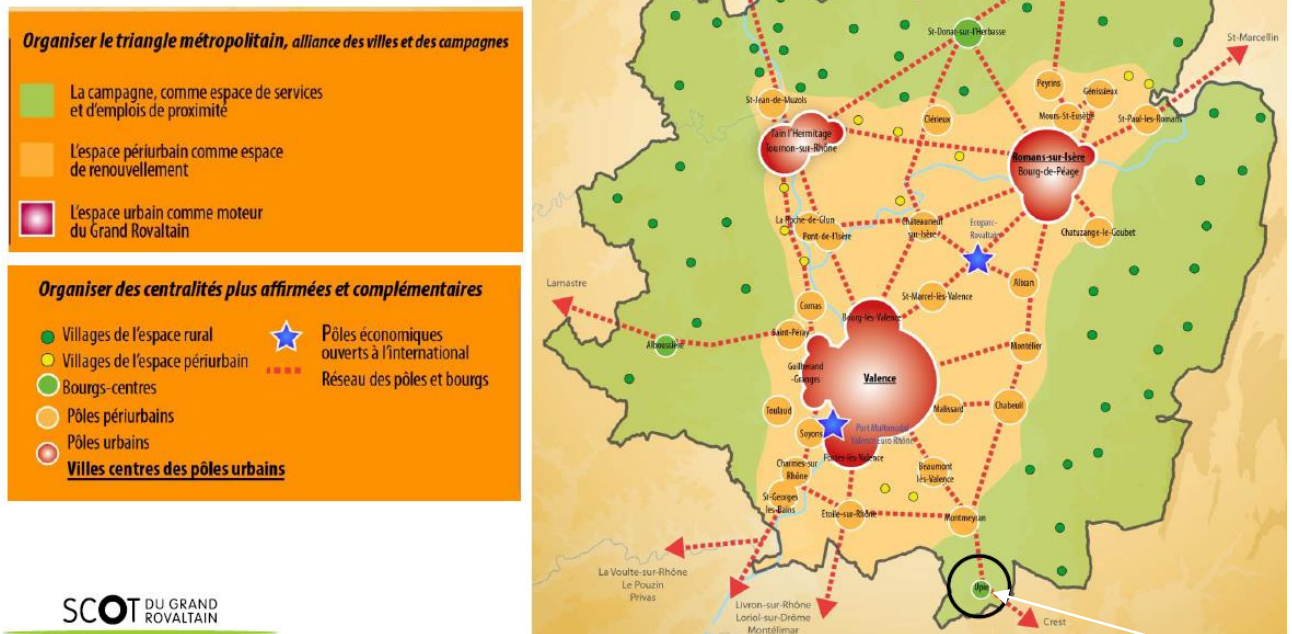 Organiser le triangle métropolitain, alliance des villes et des campagnes
La campagne, comme espace de services
et d'emplois de proximité
L'espace périurbain comme espace
de renouvellement
L'espace urbain comme moteur
du Grand Rovaltain
Organiser des centralités plus affirmées et complémentaires
Villages de l'espace rural
Villages de l'espace périurbain
Bourgs-centres
Pôles périurbains
Pôles urbains
Villes centres des pôles urbains
Pôles économiques
ouverts à l'international
Réseau des pôles et bourgs
SCOT DU GRAND
ROVALTAIN
St-Donat-sur-l'Herbasse
St-Marcellin
Peyrins
Génissieux
St-Jean-de-Muzols
Clérieux
Mours-St-Eusèbe
St-Paul-les-Romans
Tain l'Hermitage
Tournon-sur-Rhône
Romans-sur-Isère
Bourg-de-Péage
La Roche-de-Glun
Pont-de-l'Isère
Châteauneuf
sur-Isère
Ecoparc-
Rovaltain
Chatuzange-le-Goubet
Lamastre
Alixan
St-Marcel-lès-Valence
Cornas
Bourg-lès-Valence
Saint-Péray
Alboussière
Montélier
Guilherand
-Granges
Valence
Toulaud
Malissard
Chabeuil
Soyons
Port Multimodal
Valence Euro Rhône
Portes-lès-Valence
Charmes-sur
Rhône
Beaumont
lès-Valence
St-Georges
les-Bains
Etoile-sur-Rhône
Montmeyran
La Voulte-sur-Rhône
Le Pouzin
Privas
Upie
Livron-sur-Rhône
Loriol-sur-Drôme
Montélimar
Crest